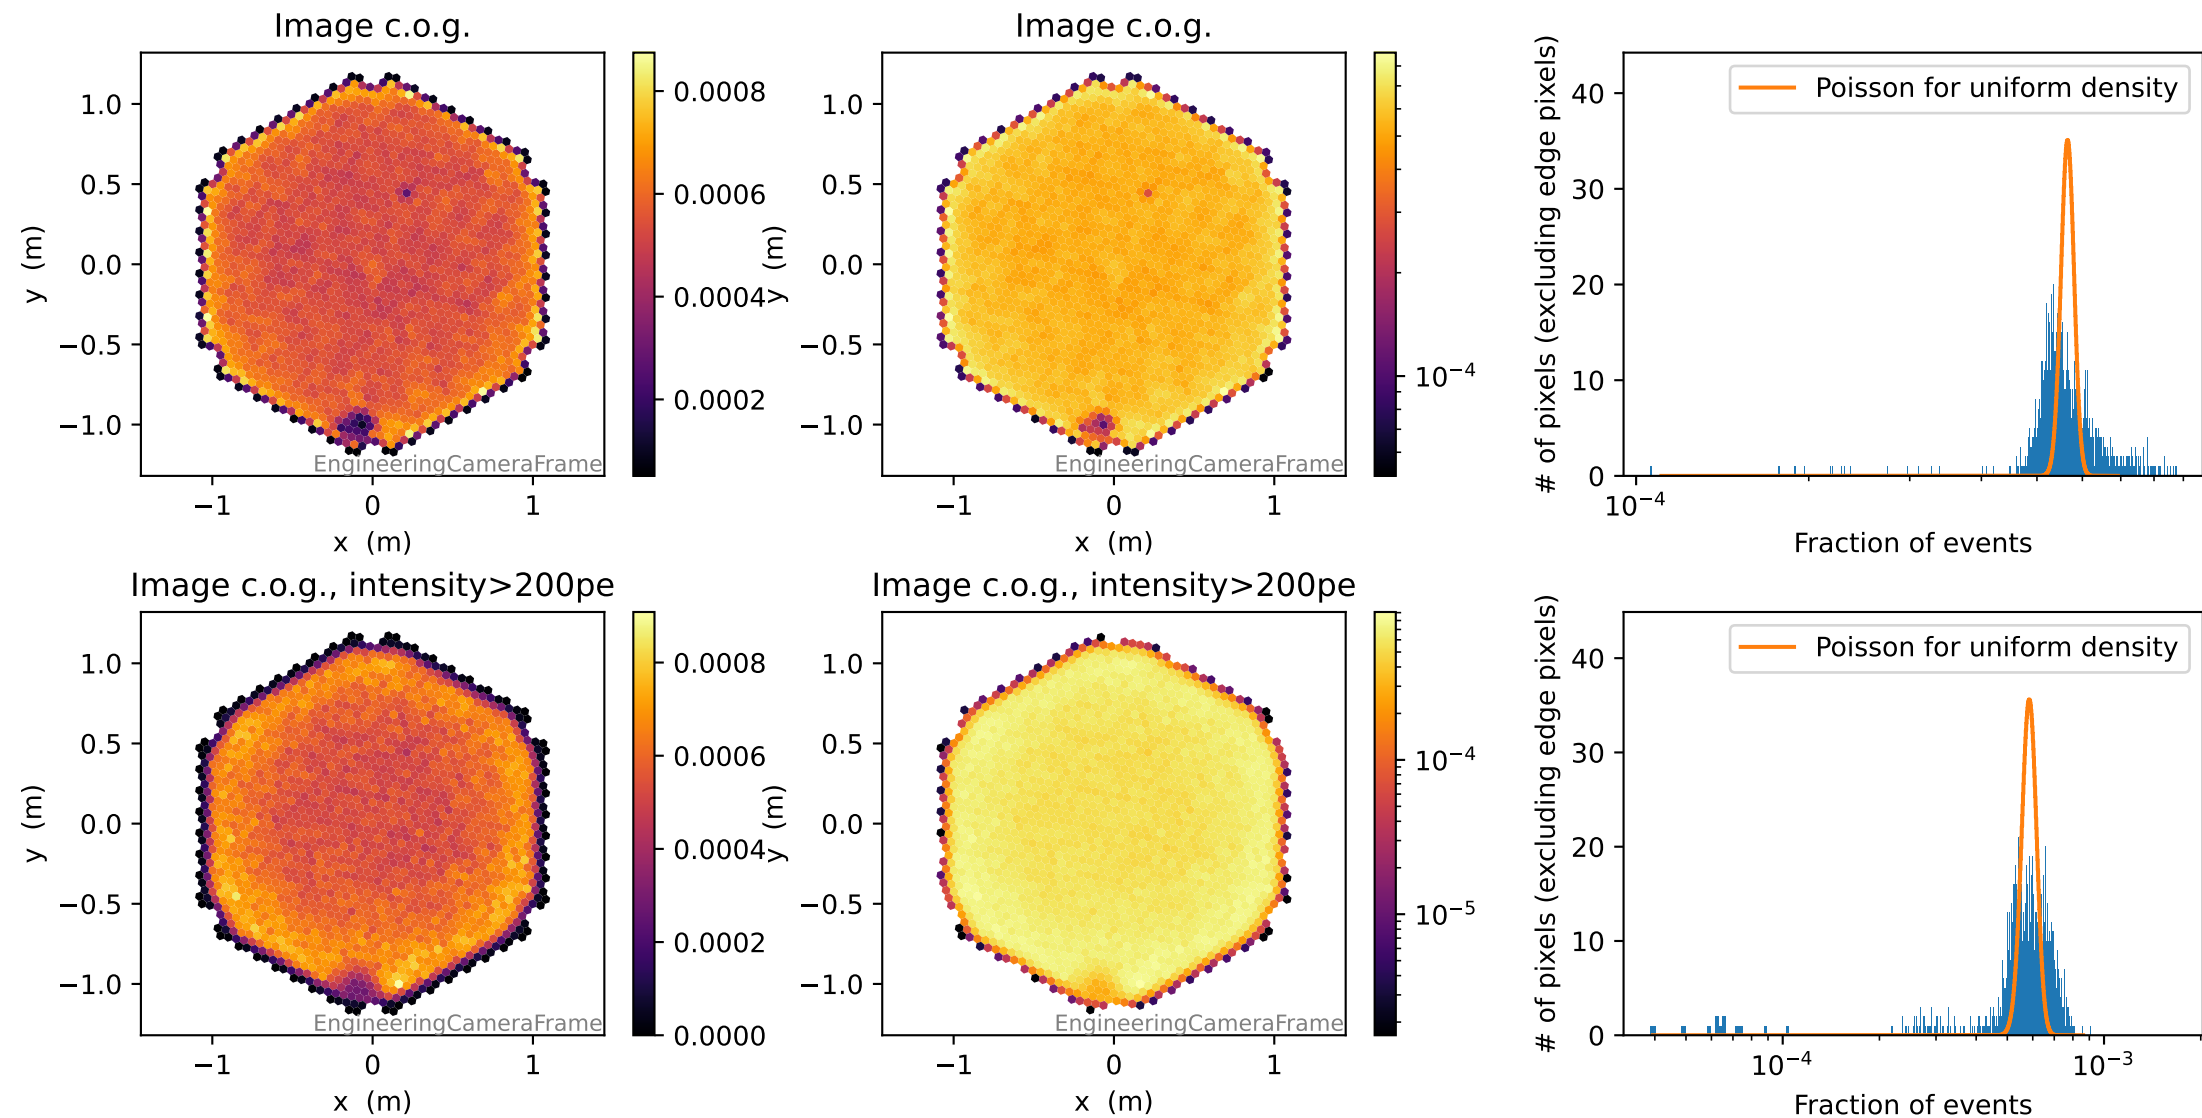 Image c.o.g.
1.0
0.5
0.0
−0.5
−1.0
y (m)
−1
0
1
x (m)
EngineeringCameraFrame
0.0008
0.0006
0.0004
0.0002
Image c.o.g.
1.0
0.5
0.0
−0.5
−1.0
y (m)
−1
0
1
x (m)
EngineeringCameraFrame
10⁻⁴
# of pixels (excluding edge pixels)
40
30
20
10
0
Poisson for uniform density
10⁻⁴
Fraction of events
Image c.o.g., intensity>200pe
1.0
0.5
0.0
−0.5
−1.0
y (m)
−1
0
1
x (m)
EngineeringCameraFrame
0.0008
0.0006
0.0004
0.0002
0.0000
Image c.o.g., intensity>200pe
1.0
0.5
0.0
−0.5
−1.0
y (m)
−1
0
1
x (m)
EngineeringCameraFrame
10⁻⁴
10⁻⁵
# of pixels (excluding edge pixels)
40
30
20
10
0
Poisson for uniform density
10⁻⁴
10⁻³
Fraction of events